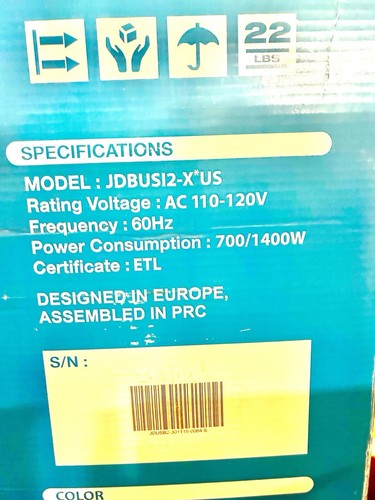 22
LBS
SPECIFICATIONS
MODEL : JDBUSI2-X*US
Rating Voltage : AC 110-120V
Frequency : 60Hz
Power Consumption : 700/1400W
Certificate : ETL
DESIGNED IN EUROPE,
ASSEMBLED IN PRC
S/N :
COLOR